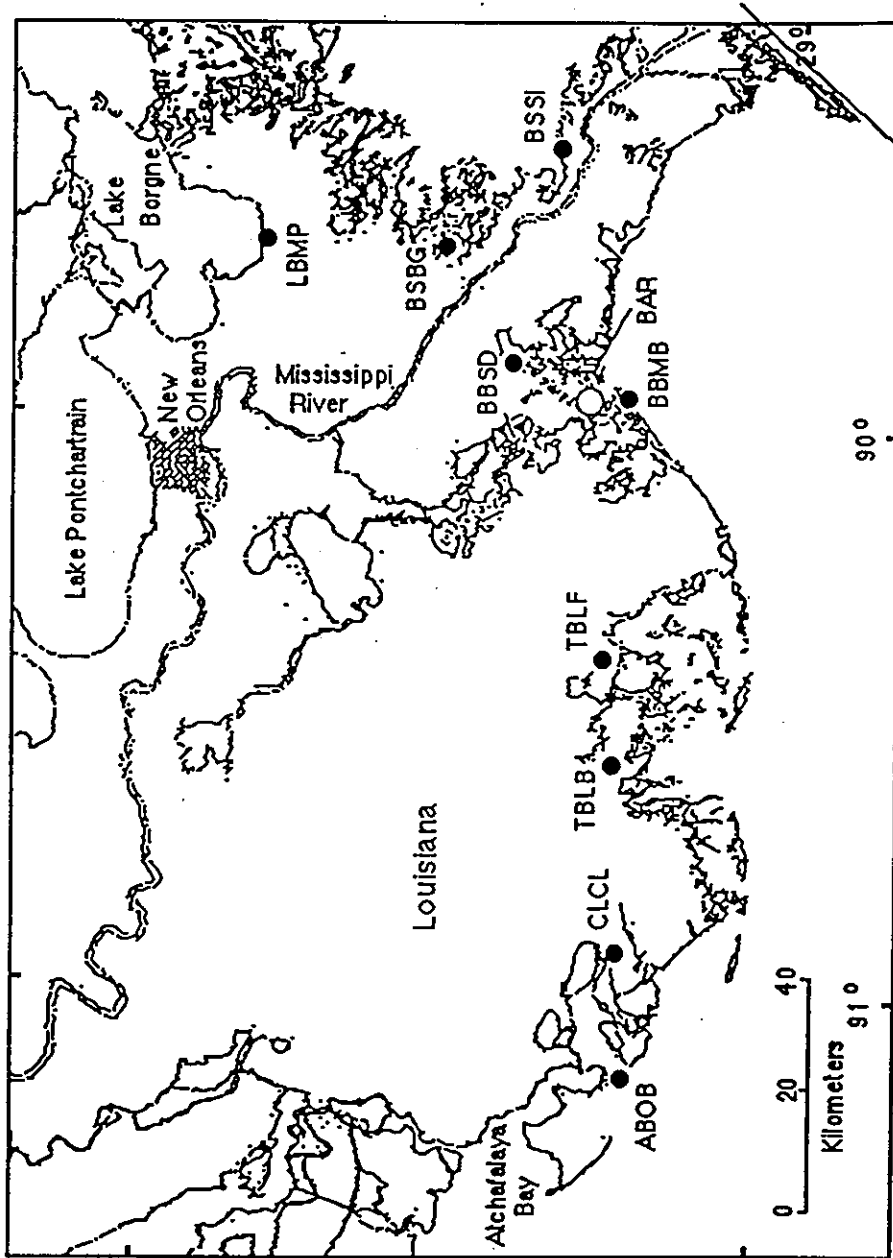 Lake Pontchartrain
New
Orleans
Lake
Borgne
LBMP
Mississippi
River
BSBG
BSSI
Louisiana
BBSD
BAR
BBMB
TBLF
TBLB
CLCL
ABOB
Atchafalaya
Bay
Kilometers
0 20 40
91°
90°
29°